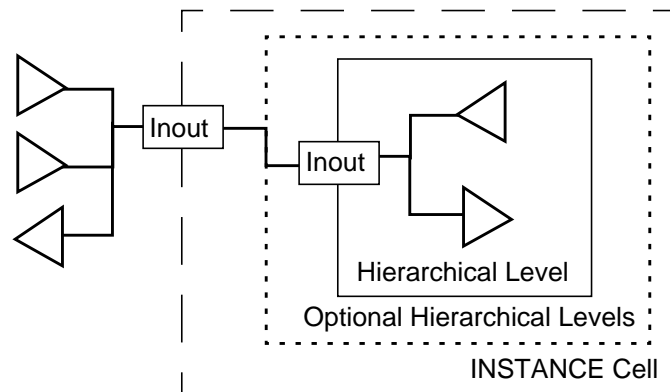 Inout
Inout
Hierarchical Level
Optional Hierarchical Levels
INSTANCE Cell